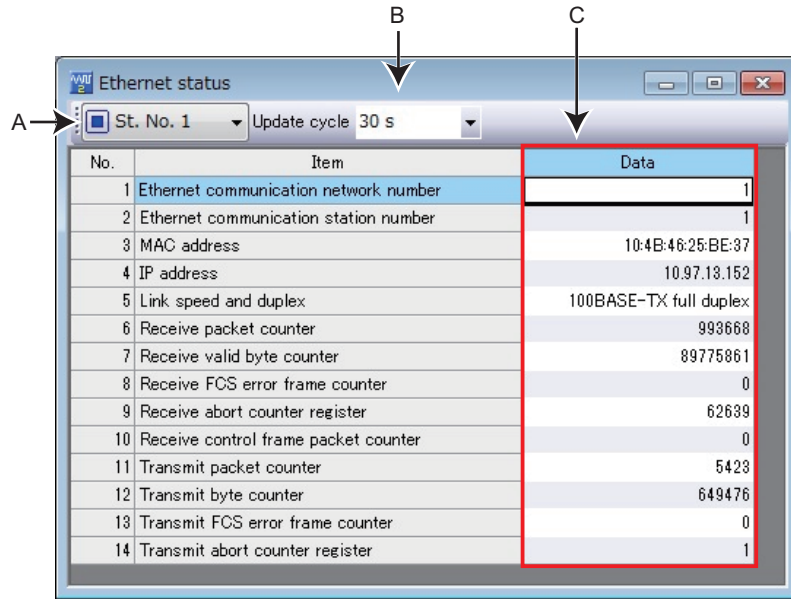 B
C
Ethernet status
A
St. No. 1 Update cycle 30 s
No. Item Data
1 Ethernet communication network number 1
2 Ethernet communication station number 1
3 MAC address 10:4B:46:25:BE:37
4 IP address 10.97.13.152
5 Link speed and duplex 100BASE-TX full duplex
6 Receive packet counter 993668
7 Receive valid byte counter 89775861
8 Receive FCS error frame counter 0
9 Receive abort counter register 62639
10 Receive control frame packet counter 0
11 Transmit packet counter 5423
12 Transmit byte counter 649476
13 Transmit FCS error frame counter 0
14 Transmit abort counter register 1